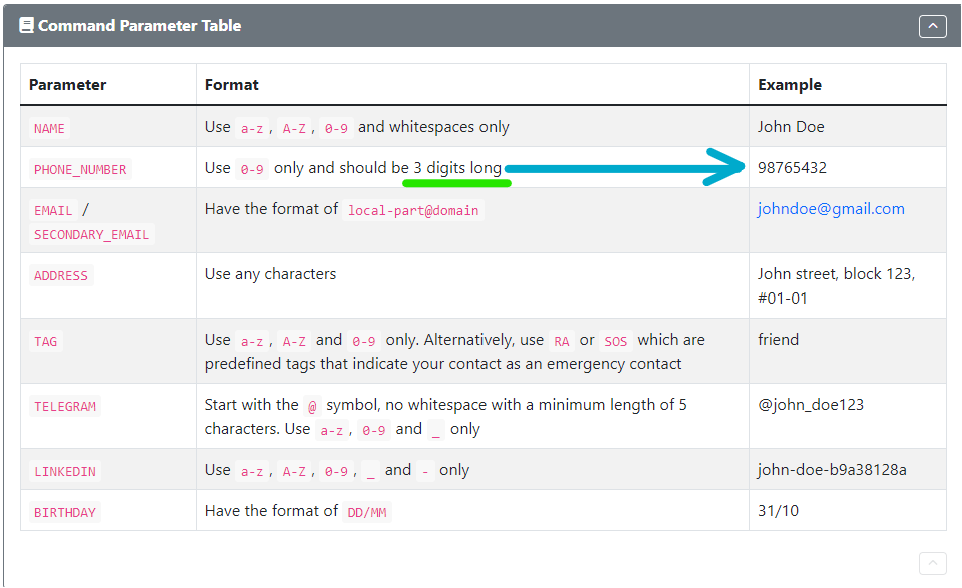 Command Parameter Table
Parameter Format Example
NAME Use a-z, A-Z, 0-9 and whitespaces only John Doe
PHONE_NUMBER Use 0-9 only and should be 3 digits long 98765432
EMAIL / Have the format of local-part@domain johndoe@gmail.com
SECONDARY_EMAIL
ADDRESS Use any characters John street, block 123,
#01-01
TAG Use a-z, A-Z and 0-9 only. Alternatively, use RA or SOS which are friend
predefined tags that indicate your contact as an emergency contact
TELEGRAM Start with the @ symbol, no whitespace with a minimum length of 5 @john_doe123
characters. Use a-z, 0-9 and _ only
LINKEDIN Use a-z, A-Z, 0-9, _ and - only john-doe-b9a38128a
BIRTHDAY Have the format of DD/MM 31/10